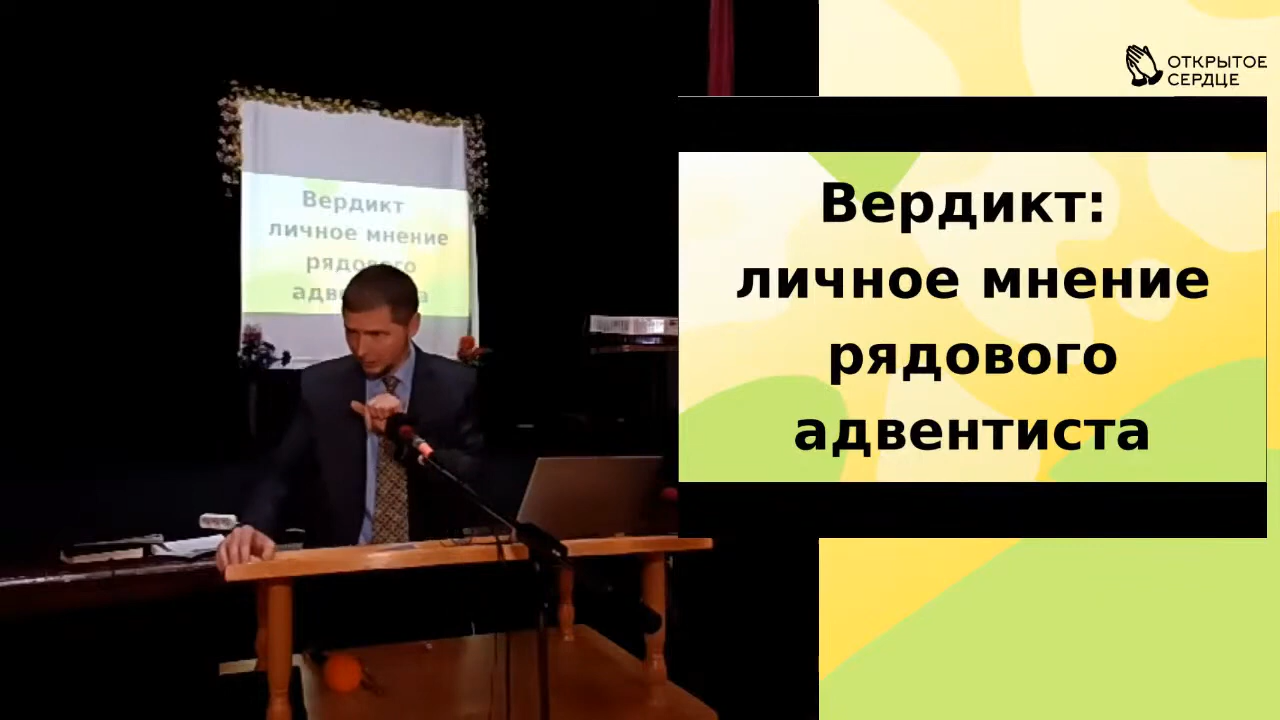 ОТКРЫТОЕ
СЕРДЦЕ
Вердикт:
личное мнение
рядового
адвентиста
Вердикт
личное мнение
рядового